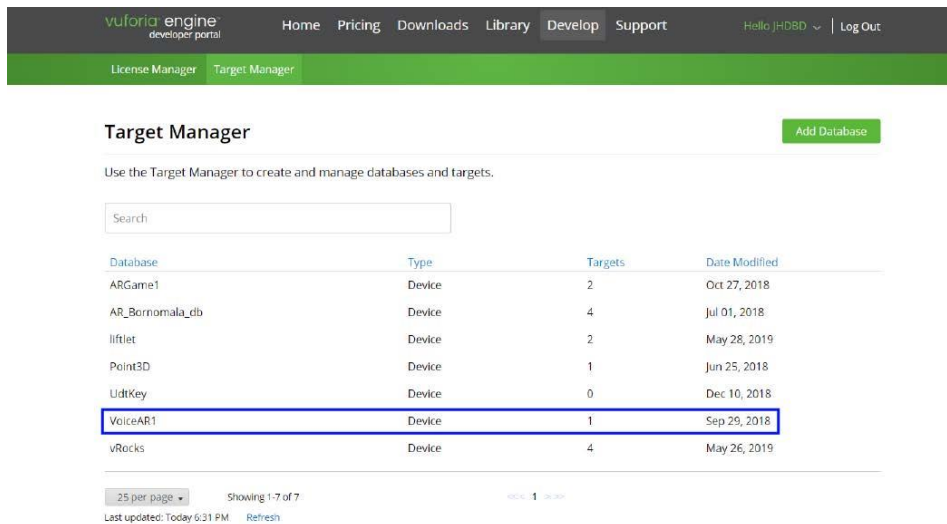 vuforia engine Home Pricing Downloads Library Develop Support Hello JHDBD | Log Out
developer portal
License Manager Target Manager
Target Manager Add Database
Use the Target Manager to create and manage databases and targets.
Search
Database Type Targets Date Modified
ARGame1 Device 2 Oct 27, 2018
AR_Bornomala_db Device 4 Jul 01, 2018
liftlet Device 2 May 28, 2019
Point3D Device 1 Jun 25, 2018
UdtKey Device 0 Dec 10, 2018
VoiceAR1 Device 1 Sep 29, 2018
vRocks Device 4 May 26, 2019
25 per page Showing 1-7 of 7 <<< 1 >>>
Last updated: Today 6:31 PM Refresh